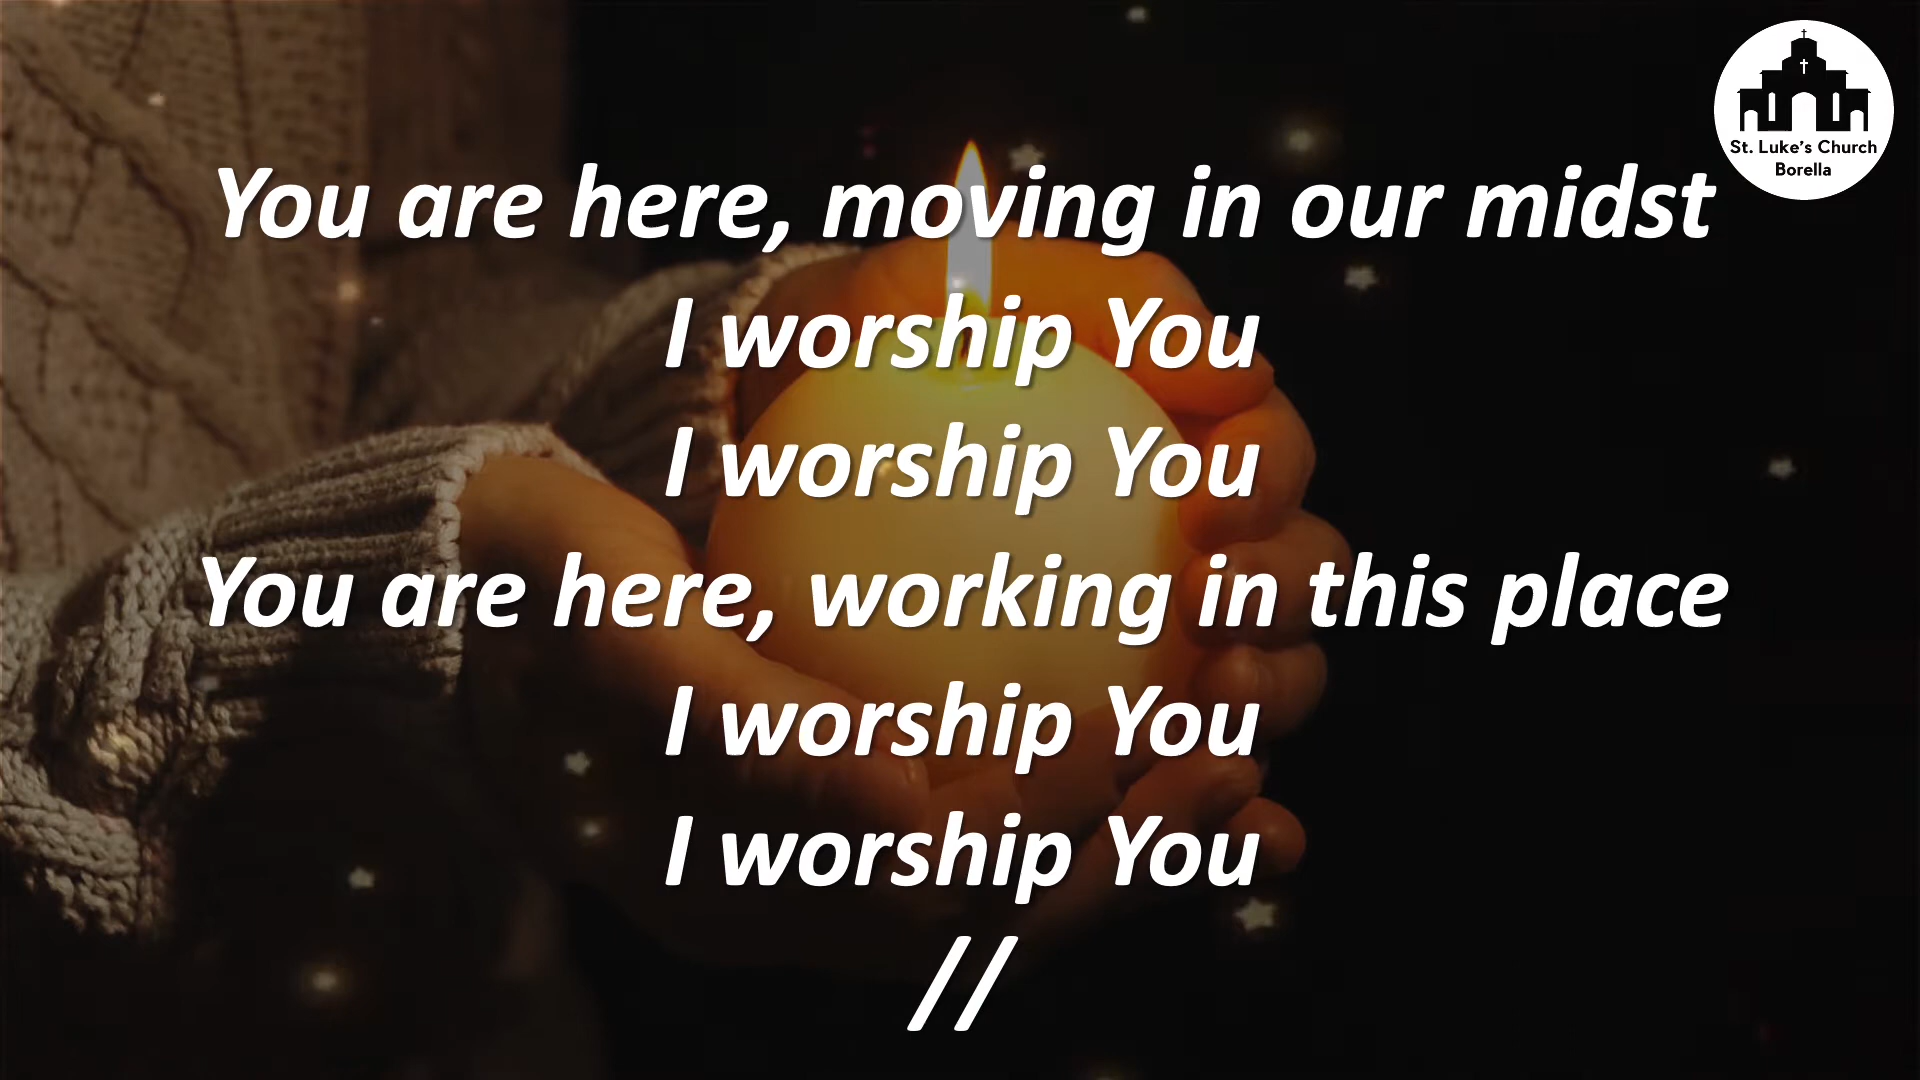 St. Luke's Church
Borella
You are here, moving in our midst
I worship You
I worship You
You are here, working in this place
I worship You
I worship You
//